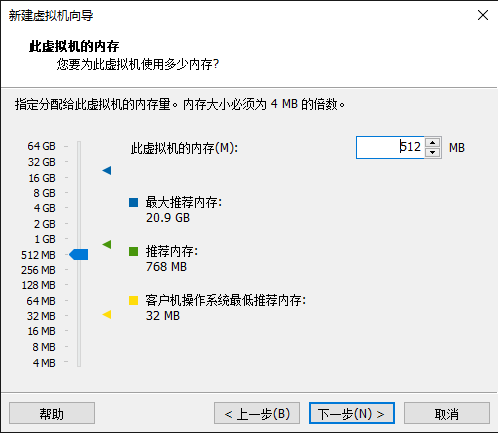 新建虚拟机向导
此虚拟机的内存
您要为此虚拟机使用多少内存?
指定分配给此虚拟机的内存量。内存大小必须为 4 MB 的倍数。
64 GB
32 GB
16 GB
8 GB
4 GB
2 GB
1 GB
512 MB
256 MB
128 MB
64 MB
32 MB
16 MB
8 MB
4 MB
此虚拟机的内存(M):
512
MB
最大推荐内存:
20.9 GB
推荐内存:
768 MB
客户机操作系统最低推荐内存:
32 MB
帮助
< 上一步(B)
下一步(N) >
取消